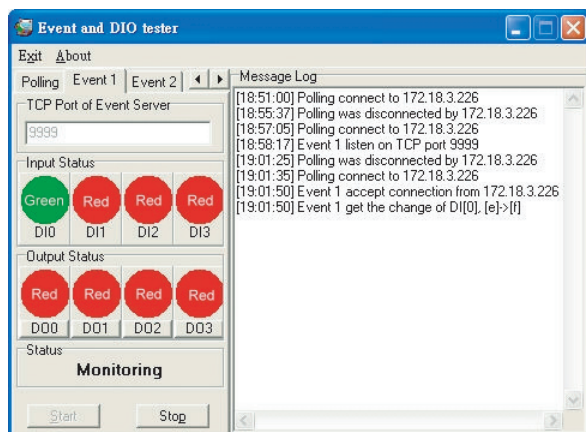 Event and DIO tester
Exit About
Polling Event 1 Event 2
TCP Port of Event Server
9999
Input Status
Green Red Red Red
DI0 DI1 DI2 DI3
Output Status
Red Red Red Red
DO0 DO1 DO2 DO3
Status
Monitoring
Start Stop
Message Log
[18:51:00] Polling connect to 172.18.3.226
[18:55:37] Polling was disconnected by 172.18.3.226
[18:57:05] Polling connect to 172.18.3.226
[18:58:17] Event 1 listen on TCP port 9999
[19:01:25] Polling was disconnected by 172.18.3.226
[19:01:35] Polling connect to 172.18.3.226
[19:01:50] Event 1 accept connection from 172.18.3.226
[19:01:50] Event 1 get the change of DI[0], [e]->[f]